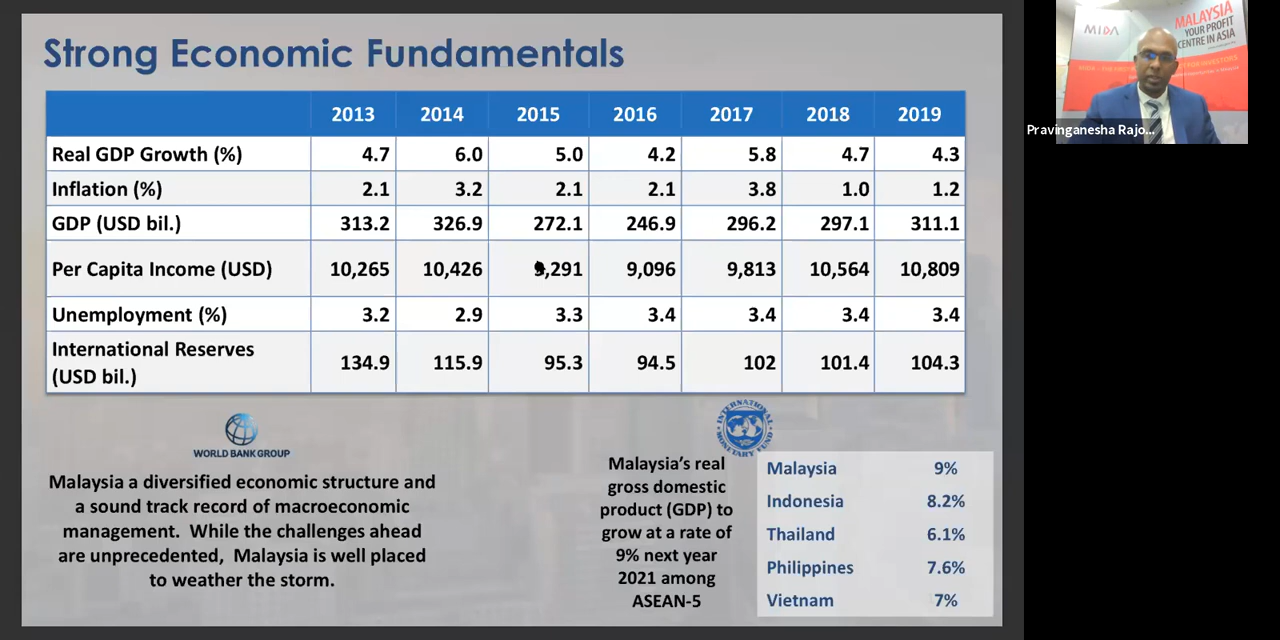 Strong Economic Fundamentals
2013 2014 2015 2016 2017 2018 2019
Real GDP Growth (%) 4.7 6.0 5.0 4.2 5.8 4.7 4.3
Inflation (%) 2.1 3.2 2.1 2.1 3.8 1.0 1.2
GDP (USD bil.) 313.2 326.9 272.1 246.9 296.2 297.1 311.1
Per Capita Income (USD) 10,265 10,426 9,291 9,096 9,813 10,564 10,809
Unemployment (%) 3.2 2.9 3.3 3.4 3.4 3.4 3.4
International Reserves
(USD bil.) 134.9 115.9 95.3 94.5 102 101.4 104.3
WORLD BANK GROUP
Malaysia a diversified economic structure and
a sound track record of macroeconomic
management. While the challenges ahead
are unprecedented, Malaysia is well placed
to weather the storm.
INTERNATIONAL
MONETARY FUND
Malaysia's real
gross domestic
product (GDP) to
grow at a rate of
9% next year
2021 among
ASEAN-5
Malaysia 9%
Indonesia 8.2%
Thailand 6.1%
Philippines 7.6%
Vietnam 7%
MIDA
MALAYSIA
YOUR PROFIT
CENTRE IN ASIA
Pravinganesha Rajo...